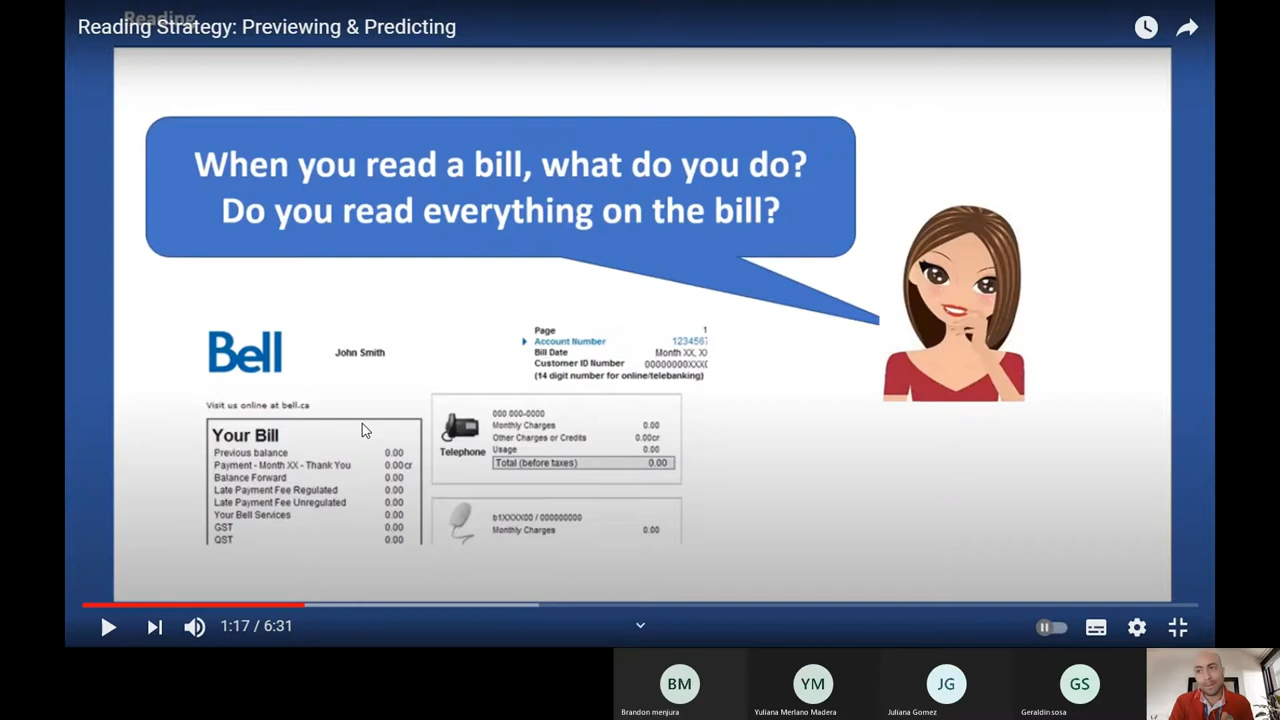 Reading
Reading Strategy: Previewing & Predicting
When you read a bill, what do you do?
Do you read everything on the bill?
Bell
John Smith
Page 1
Account Number 1234567
Bill Date Month XX, XX
Customer ID Number 00000000XXX
(14 digit number for online/telebanking)
Visit us online at bell.ca
Your Bill
Previous balance 0.00
Payment - Month XX - Thank You 0.00cr
Balance Forward 0.00
Late Payment Fee Regulated 0.00
Late Payment Fee Unregulated 0.00
Your Bell Services 0.00
GST 0.00
QST 0.00
Telephone
000 000-0000
Monthly Charges 0.00
Other Charges or Credits 0.00cr
Usage 0.00
Total (before taxes) 0.00
b1XXXX00 / 000000000
Monthly Charges 0.00
1:17 / 6:31
BM
Brandon menjura
YM
Yuliana Merlano Madera
JG
Juliana Gomez
GS
Geraldin sosa